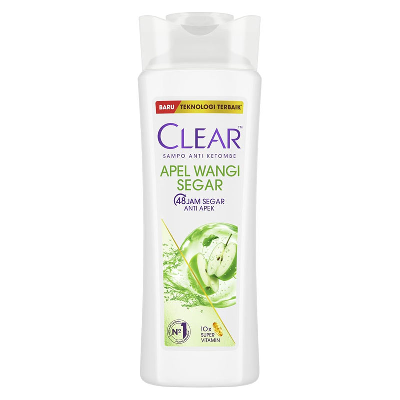 BARU TEKNOLOGI TERBAIK
CLEAR
SAMPO ANTI KETOMBE
APEL WANGI
SEGAR
48 JAM SEGAR
ANTI APEK
Nº1
10x
SUPER
VITAMIN